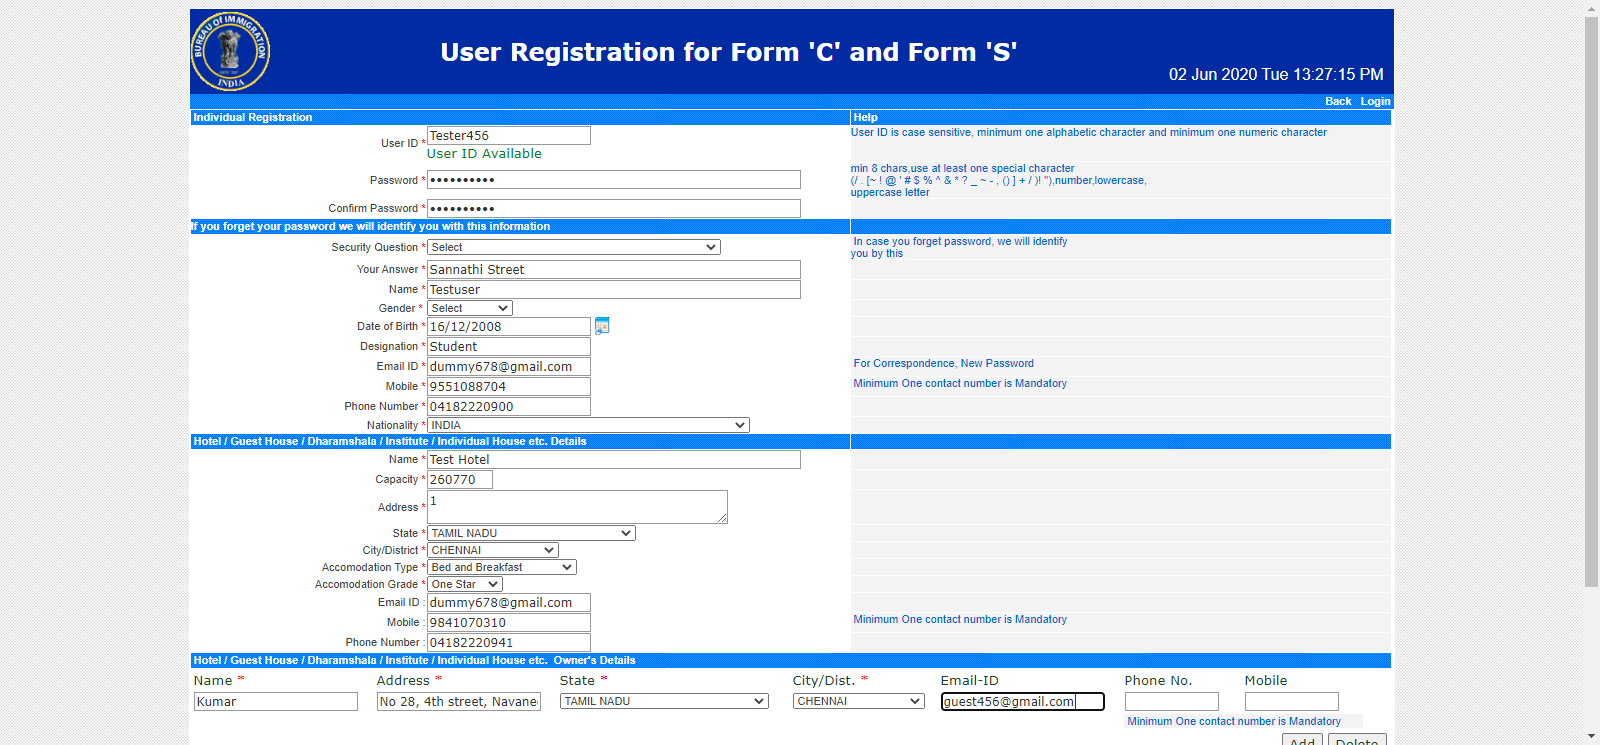 BUREAU OF IMMIGRATION
INDIA
User Registration for Form 'C' and Form 'S'
02 Jun 2020 Tue 13:27:15 PM
Back Login
Individual Registration Help
User ID * Tester456 User ID is case sensitive, minimum one alphabetic character and minimum one numeric character
User ID Available
Password * •••••••••• min 8 chars,use at least one special character
(/ . [~ ! @ ' # $ % ^ & * ? _ ~ - , () ] + / )! "),number,lowercase,
uppercase letter
Confirm Password * ••••••••••
If you forget your password we will identify you with this information
Security Question * Select In case you forget password, we will identify
you by this
Your Answer * Sannathi Street
Name * Testuser
Gender * Select
Date of Birth * 16/12/2008
Designation * Student
Email ID * dummy678@gmail.com For Correspondence, New Password
Mobile * 9551088704 Minimum One contact number is Mandatory
Phone Number * 04182220900
Nationality * INDIA
Hotel / Guest House / Dharamshala / Institute / Individual House etc. Details
Name * Test Hotel
Capacity * 260770
Address * 1
State * TAMIL NADU
City/District * CHENNAI
Accomodation Type * Bed and Breakfast
Accomodation Grade * One Star
Email ID : dummy678@gmail.com
Mobile : 9841070310 Minimum One contact number is Mandatory
Phone Number : 04182220941
Hotel / Guest House / Dharamshala / Institute / Individual House etc. Owner's Details
Name * Address * State * City/Dist. * Email-ID Phone No. Mobile
Kumar No 28, 4th street, Navanee TAMIL NADU CHENNAI guest456@gmail.com
Minimum One contact number is Mandatory
Add Delete